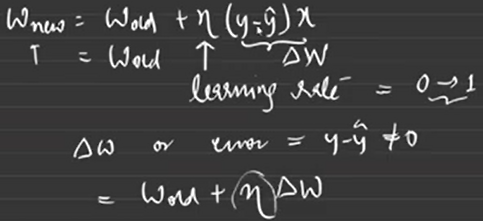 Wnew = Wold + η (y-ŷ) x
T = Wold ↑ ΔW
learning rate = 0→1
ΔW or error = y-ŷ ≠0
= Wold + η ΔW